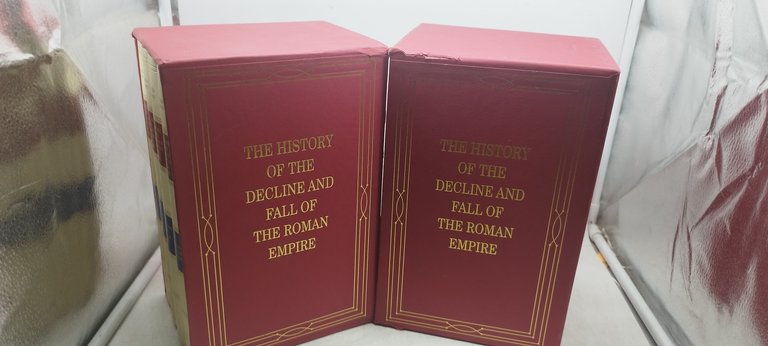 THE HISTORY
OF THE
DECLINE AND
FALL OF
THE ROMAN
EMPIRE
THE HISTORY
OF THE
DECLINE AND
FALL OF
THE ROMAN
EMPIRE